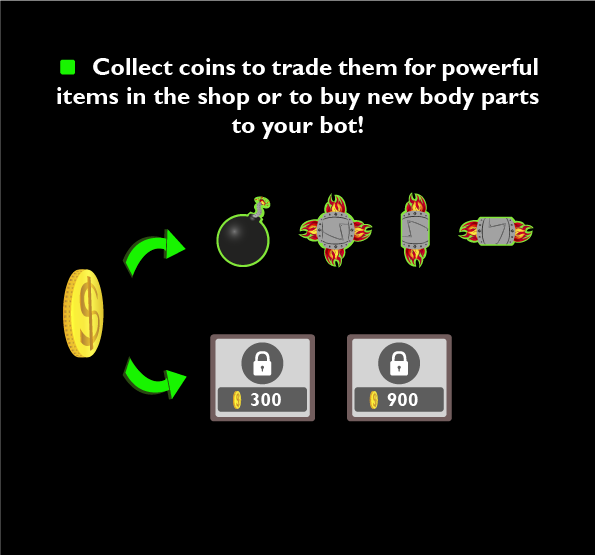 Collect coins to trade them for powerful
items in the shop or to buy new body parts
to your bot!
$
300
900